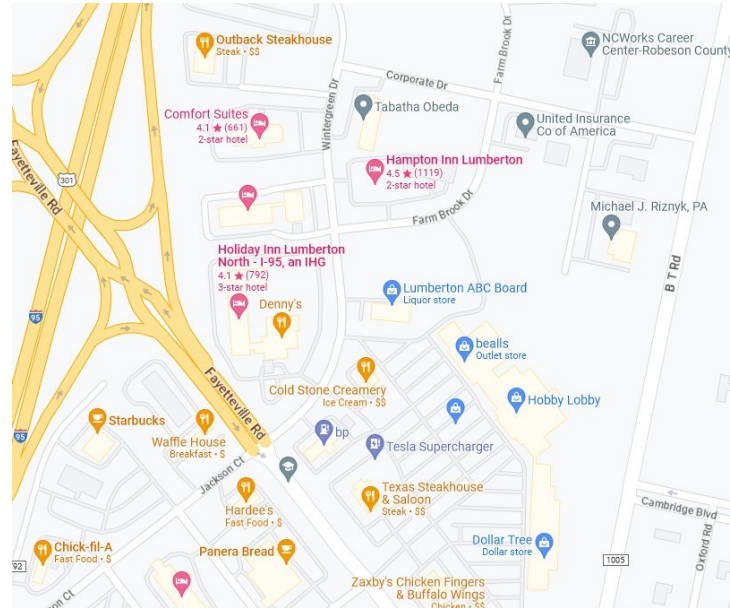 Outback Steakhouse
Steak • $$
NCWorks Career
Center-Robeson County
Farm Brook Dr
Corporate Dr
Wintergreen Dr
Tabatha Obeda
Comfort Suites
4.1 ★ (661)
2-star hotel
United Insurance
Co of America
Hampton Inn Lumberton
4.5 ★ (1119)
2-star hotel
Fayetteville Rd
301
Michael J. Riznyk, PA
Farm Brook Dr
Holiday Inn Lumberton
North - I-95, an IHG
4.1 ★ (792)
3-star hotel
B T Rd
Lumberton ABC Board
Liquor store
Denny's
95
bealls
Outlet store
Cold Stone Creamery
Ice Cream • $$
Hobby Lobby
Fayetteville Rd
Starbucks
Waffle House
Breakfast • $
bp
Tesla Supercharger
95
Jackson Ct
Texas Steakhouse
& Saloon
Steak • $$
Hardee's
Fast Food • $
Cambridge Blvd
Oxford Rd
Dollar Tree
Dollar store
Chick-fil-A
Fast Food • $
Panera Bread
1005
92
Zaxby's Chicken Fingers
& Buffalo Wings
Chicken • $$